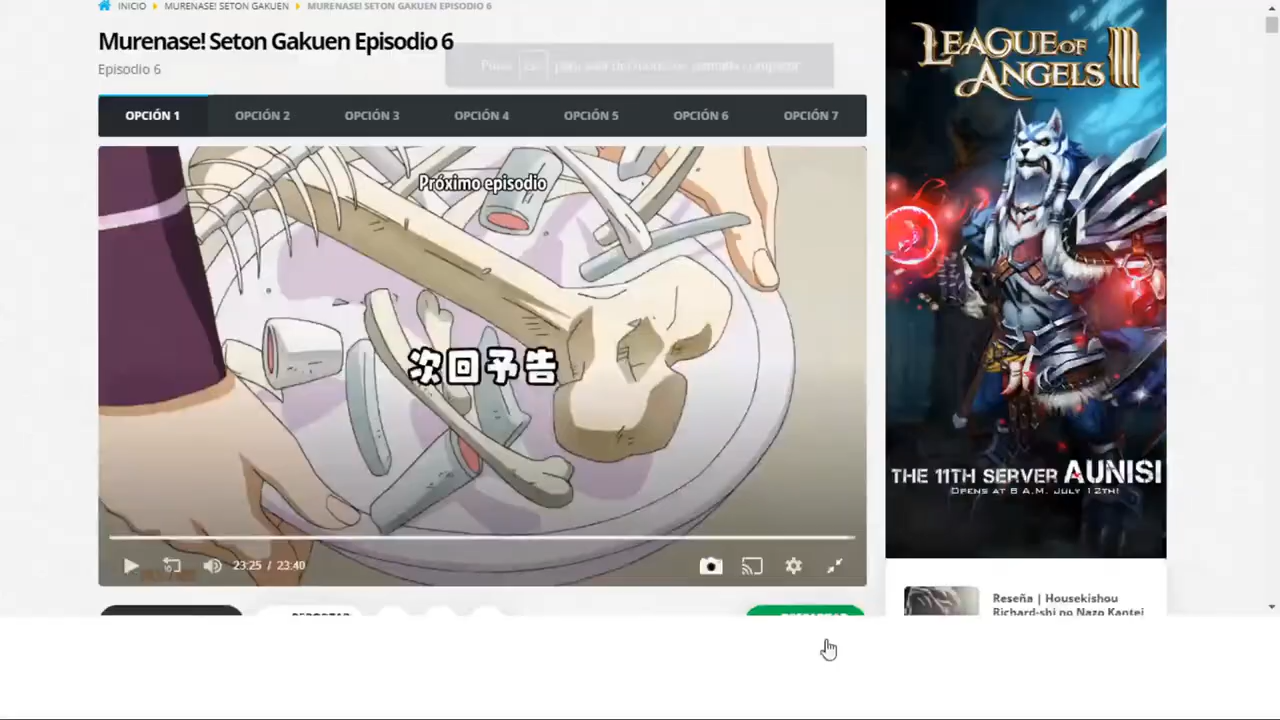 INICIO MURENASE! SETON GAKUEN MURENASE! SETON GAKUEN EPISODIO 6
Murenase! Seton Gakuen Episodio 6
Episodio 6
OPCIÓN 1 OPCIÓN 2 OPCIÓN 3 OPCIÓN 4 OPCIÓN 5 OPCIÓN 6 OPCIÓN 7
Próximo episodio
次回予告
23:25 / 23:40
LEAGUE OF
ANGELS III
THE 11TH SERVER AUNISI
OPENS AT 8 A.M. JULY 12TH!
Reseña | Housekishou
Richard-shi no Nazo Kantei